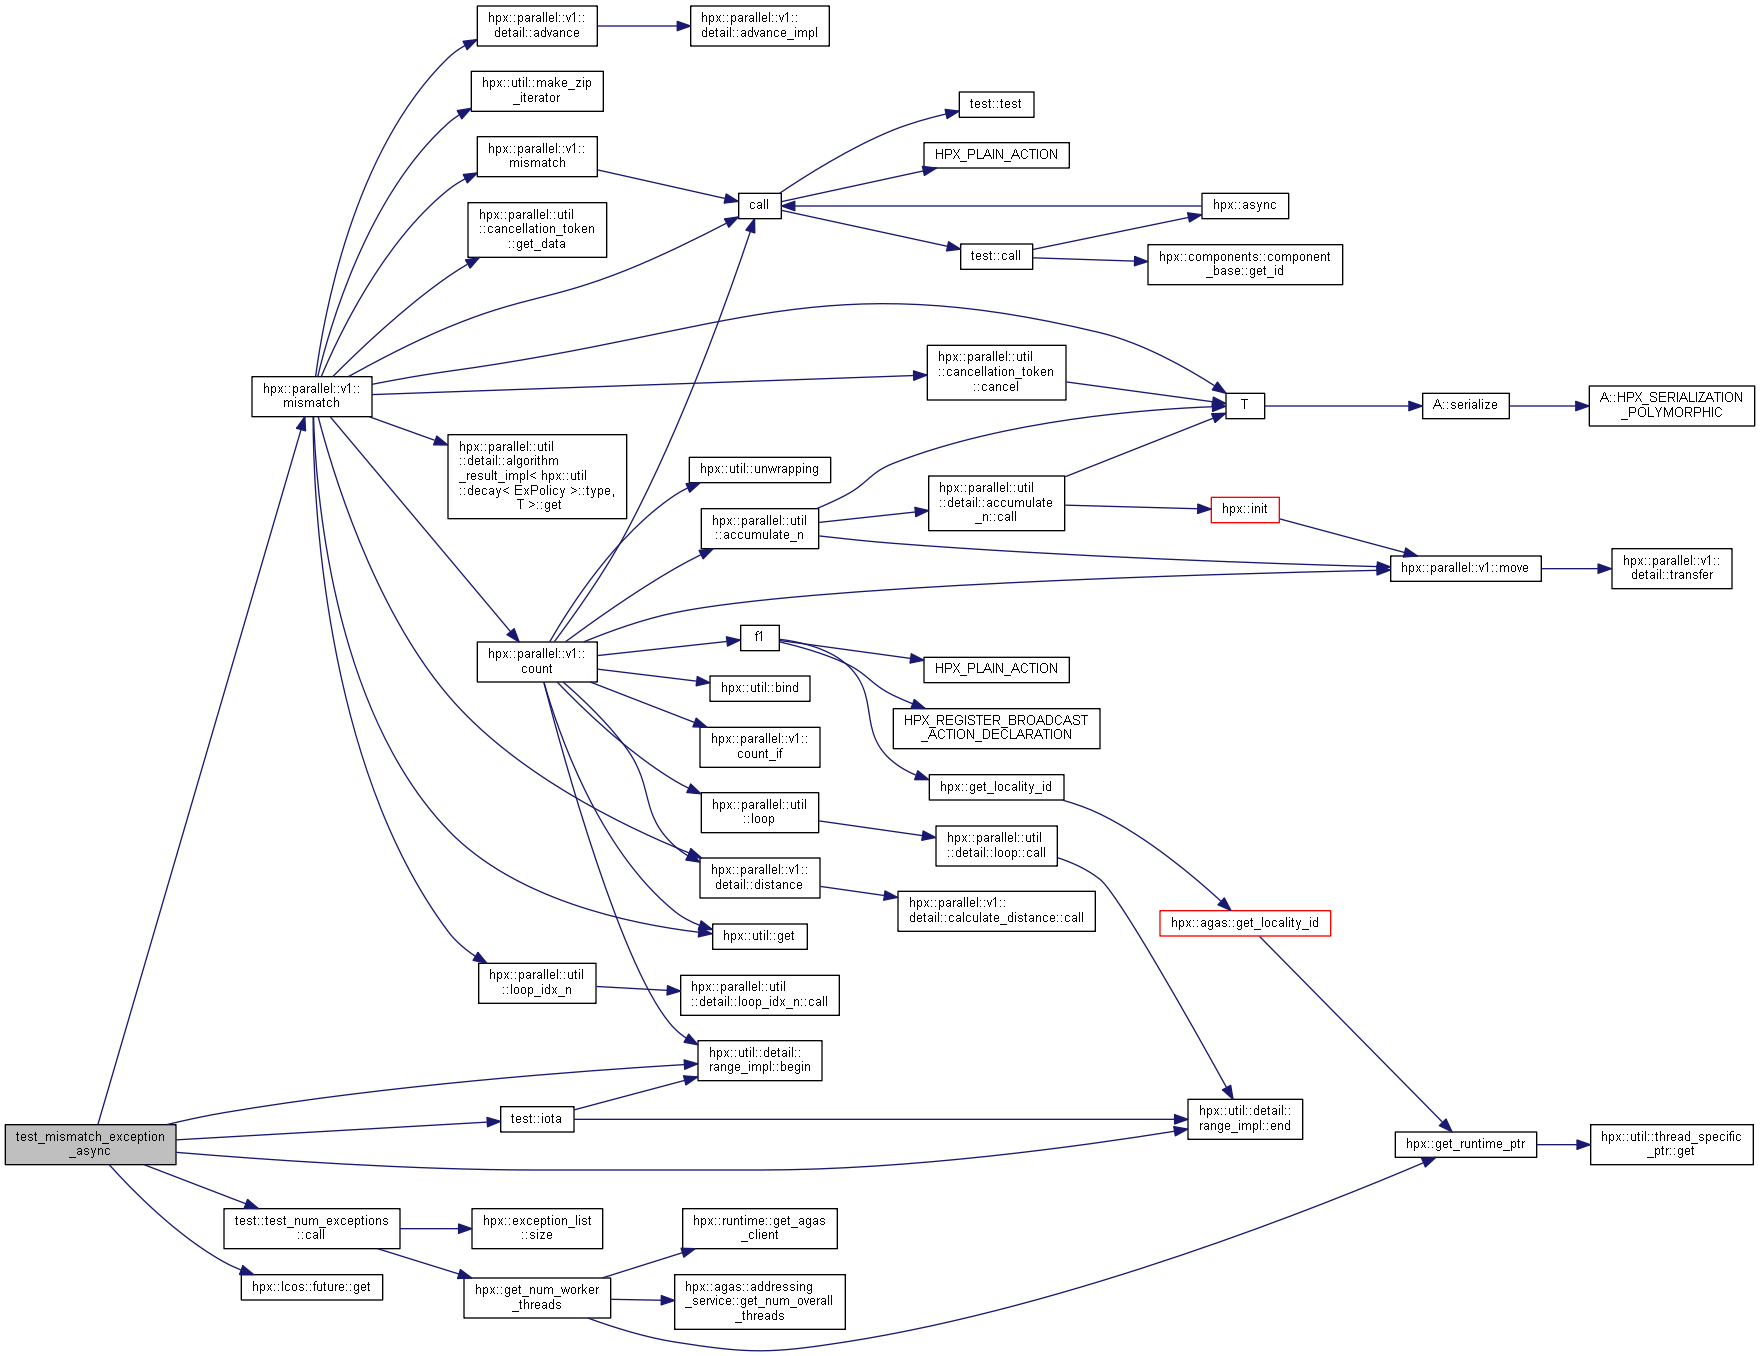 hpx::parallel::v1::
detail::advance
hpx::parallel::v1::
detail::advance_impl
hpx::util::make_zip
_iterator
test::test
hpx::parallel::v1::
mismatch
HPX_PLAIN_ACTION
call
hpx::async
hpx::parallel::util
::cancellation_token
::get_data
test::call
hpx::components::component
_base::get_id
hpx::parallel::v1::
mismatch
hpx::parallel::util
::cancellation_token
::cancel
T
A::serialize
A::HPX_SERIALIZATION
_POLYMORPHIC
hpx::parallel::util
::detail::algorithm
_result_impl< hpx::util
::decay< ExPolicy >::type,
T >::get
hpx::util::unwrapping
hpx::parallel::util
::accumulate_n
hpx::parallel::util
::detail::accumulate
_n::call
hpx::init
hpx::parallel::v1::move
hpx::parallel::v1::
detail::transfer
hpx::parallel::v1::
count
f1
HPX_PLAIN_ACTION
hpx::util::bind
HPX_REGISTER_BROADCAST
_ACTION_DECLARATION
hpx::parallel::v1::
count_if
hpx::get_locality_id
hpx::parallel::util
::loop
hpx::parallel::util
::detail::loop::call
hpx::parallel::v1::
detail::distance
hpx::parallel::v1::
detail::calculate_distance::call
hpx::agas::get_locality_id
hpx::util::get
hpx::parallel::util
::loop_idx_n
hpx::parallel::util
::detail::loop_idx_n::call
hpx::util::detail::
range_impl::begin
test::iota
hpx::util::detail::
range_impl::end
test_mismatch_exception
_async
hpx::get_runtime_ptr
hpx::util::thread_specific
_ptr::get
test::test_num_exceptions
::call
hpx::exception_list
::size
hpx::runtime::get_agas
_client
hpx::lcos::future::get
hpx::get_num_worker
_threads
hpx::agas::addressing
_service::get_num_overall
_threads